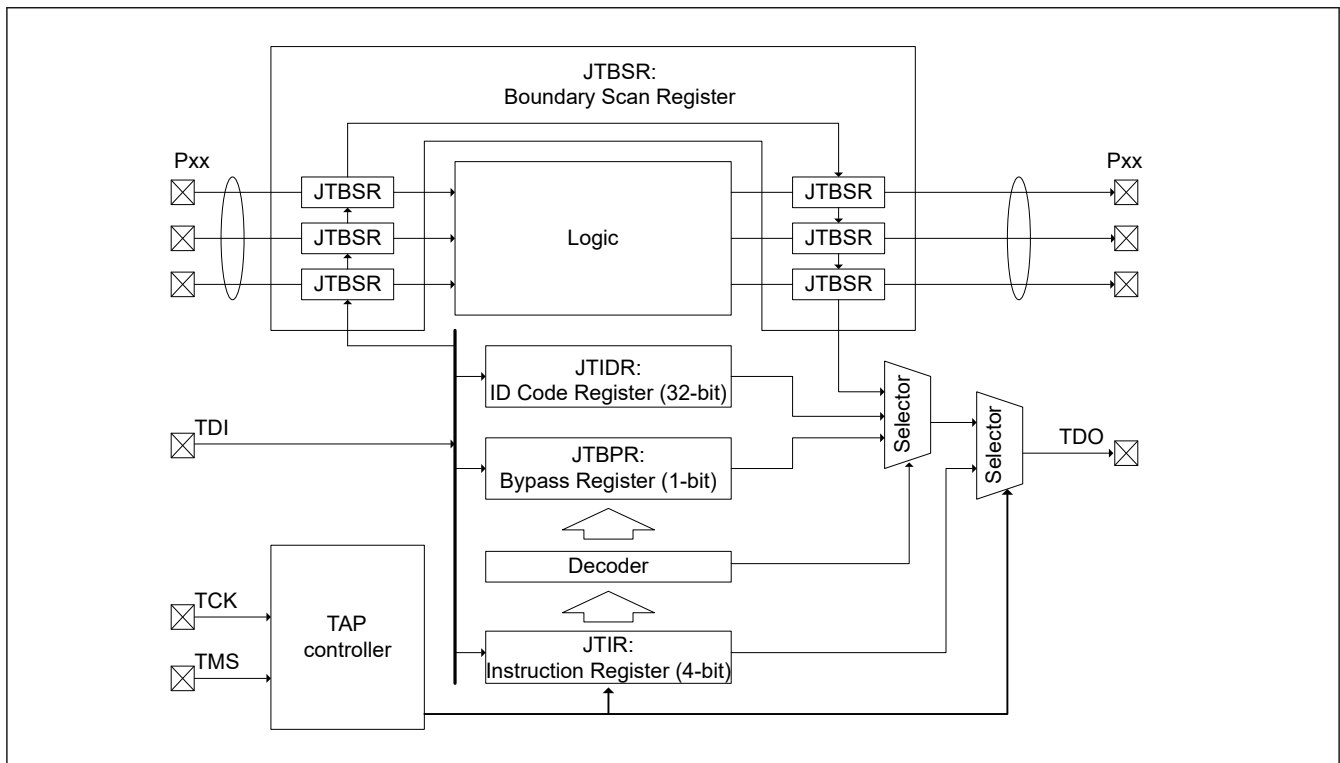 JTBSR:
Boundary Scan Register
Pxx
Pxx
JTBSR
JTBSR
JTBSR
JTBSR
Logic
JTBSR
JTBSR
JTIDR:
ID Code Register (32-bit)
Selector
Selector
TDI
TDO
JTBPR:
Bypass Register (1-bit)
Decoder
TCK
TAP
controller
TMS
JTIR:
Instruction Register (4-bit)